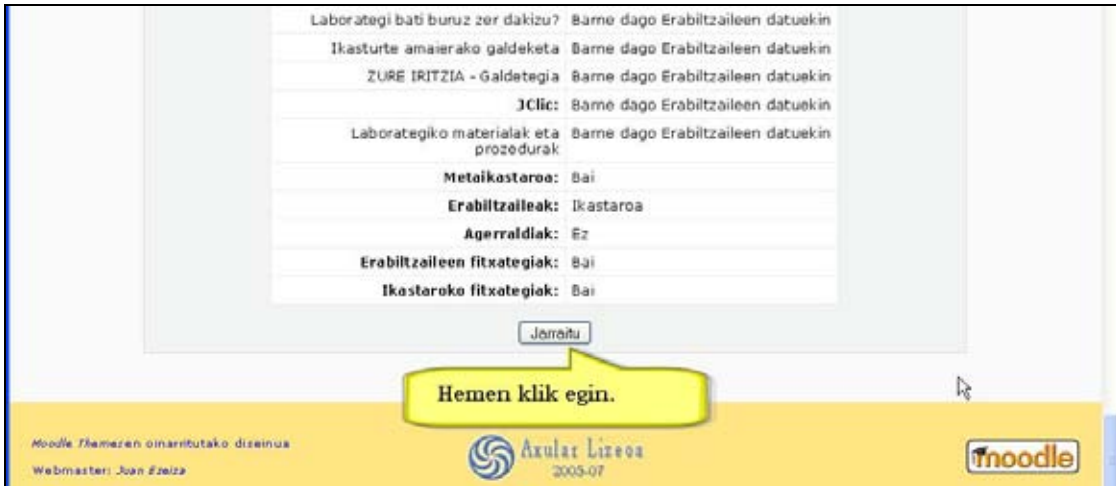 Laborategi bati buruz zer dakizu? Barne dago Erabiltzaileen datuekin
Ikasturte amaierako galdeketa Barne dago Erabiltzaileen datuekin
ZURE IRITZIA - Galdetegia Barne dago Erabiltzaileen datuekin
JClic: Barne dago Erabiltzaileen datuekin
Laborategiko materialak eta Barne dago Erabiltzaileen datuekin
prozedurak
Metaikastaroa: Bai
Erabiltzaileak: Ikastaroa
Agerraldiak: Ez
Erabiltzaileen fitxategiak: Bai
Ikastaroko fitxategiak: Bai
Jarraitu
Hemen klik egin.
Moodle Themezen oinarritutako diseinua
Webmaster: Juan Ezeiza
Axular Lizeoa
2005-07
moodle